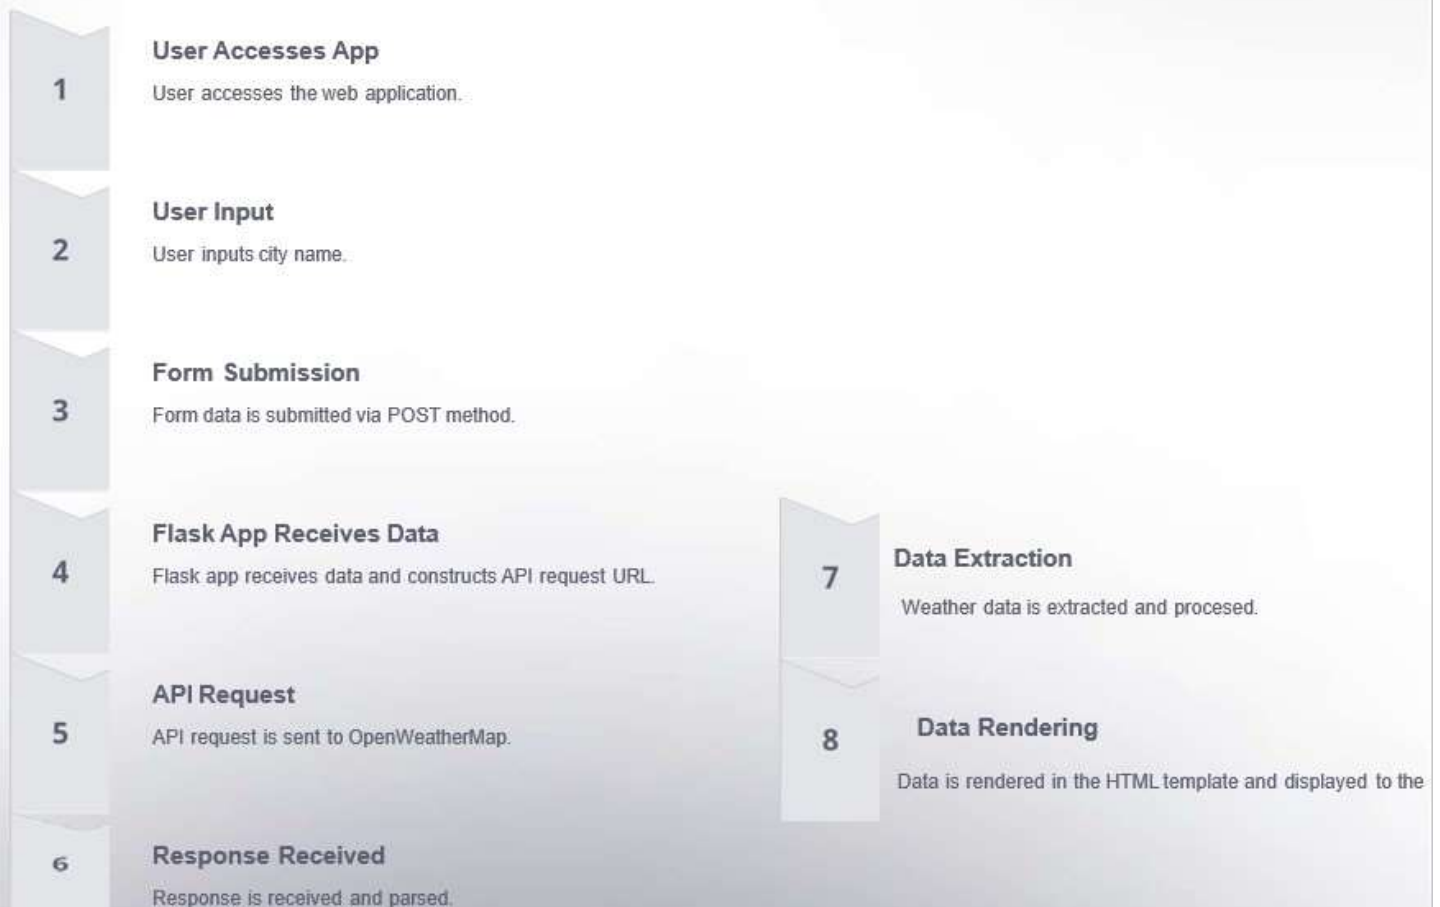 1
User Accesses App
User accesses the web application.
2
User Input
User inputs city name.
3
Form Submission
Form data is submitted via POST method.
4
Flask App Receives Data
Flask app receives data and constructs API request URL.
5
API Request
API request is sent to OpenWeatherMap.
6
Response Received
Response is received and parsed.
7
Data Extraction
Weather data is extracted and procesed.
8
Data Rendering
Data is rendered in the HTML template and displayed to the